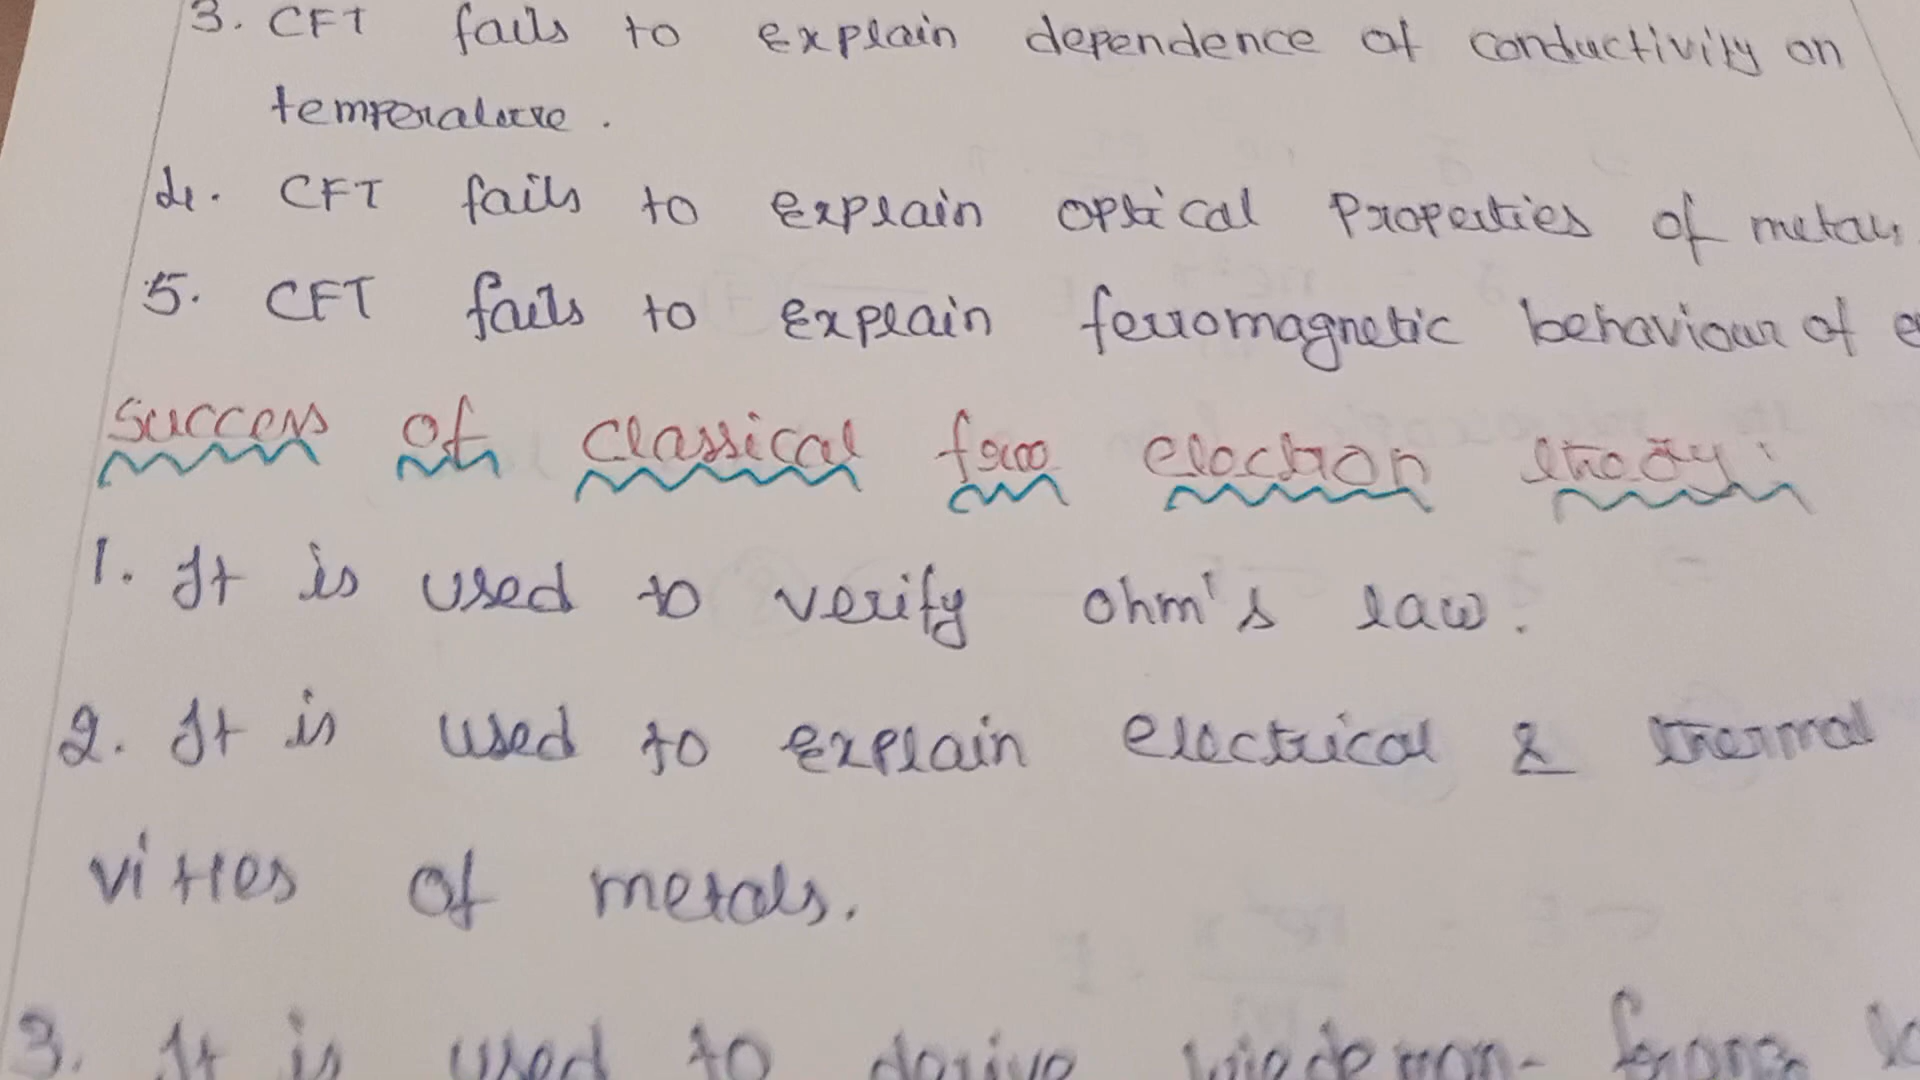 3. CFT fails to explain dependence of conductivity on
temperature.
4. CFT fails to explain optical Properties of metals
5. CFT fails to explain ferromagnetic behaviour of
Success of classical free electron theory:
1. It is used to verify ohm's law.
2. It is used to explain electrical & thermal
vities of metals.
3. It is used to derive wiedeman-